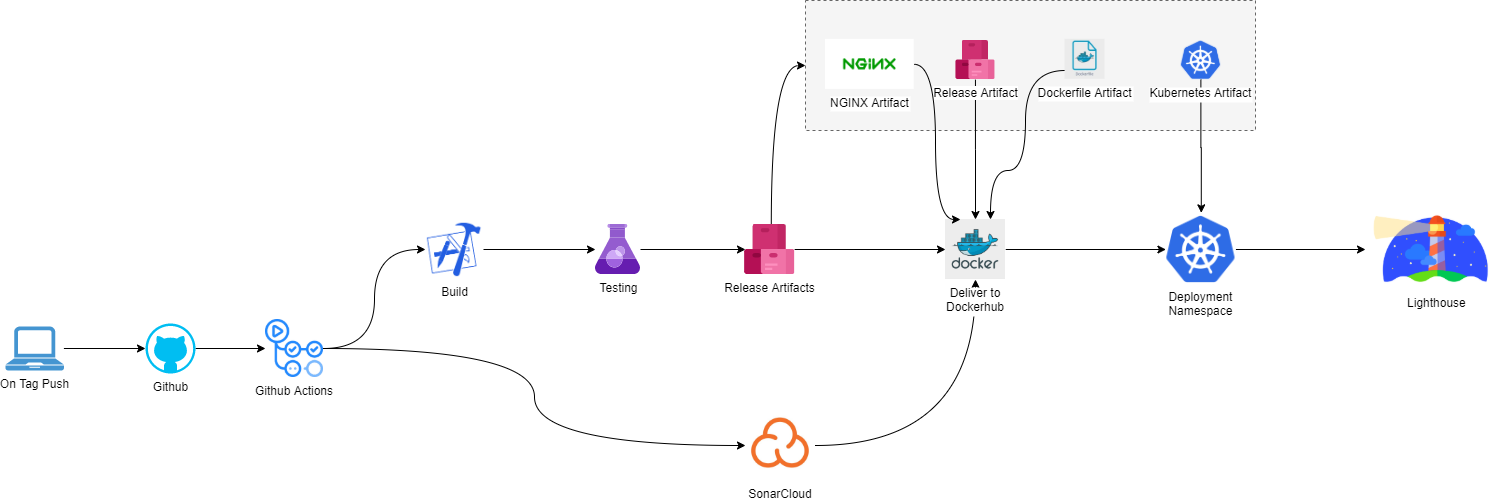 NGINX
NGINX Artifact
Release Artifact
Dockerfile Artifact
Kubernetes Artifact
Build
Testing
Release Artifacts
docker
Deliver to
Dockerhub
Deployment
Namespace
Lighthouse
On Tag Push
Github
Github Actions
SonarCloud